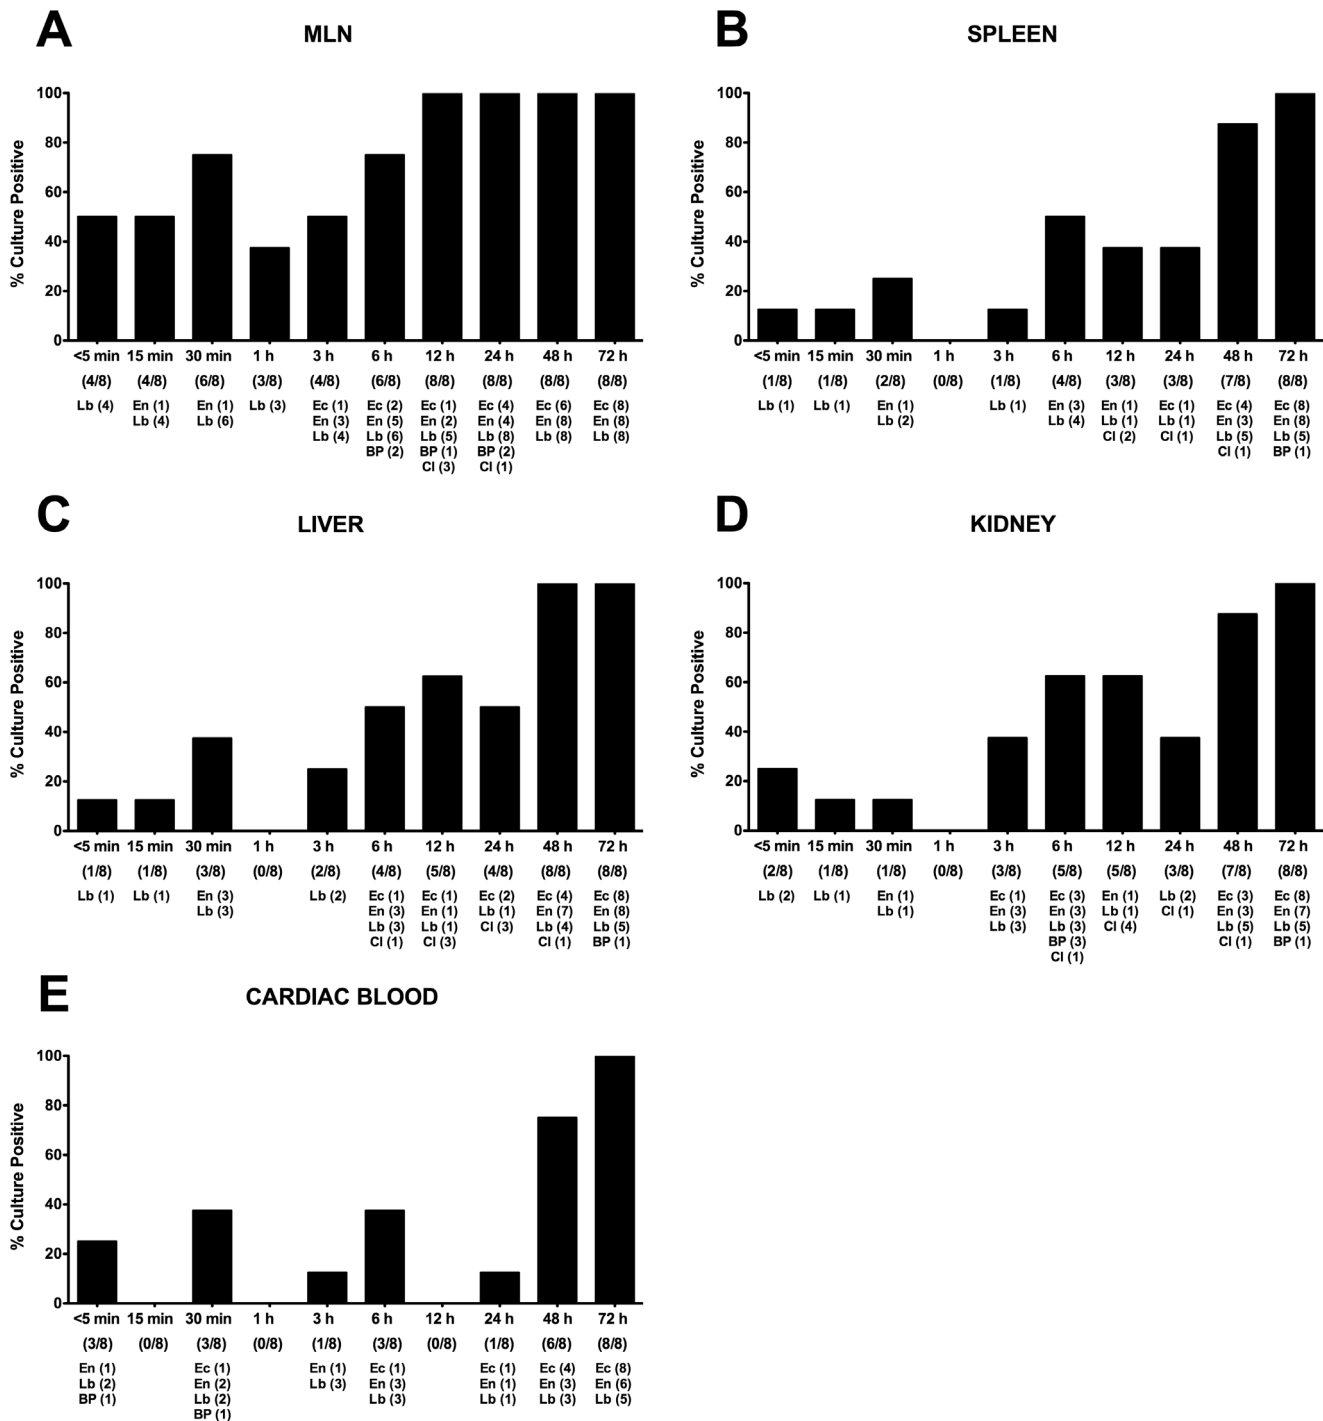 A
MLN
% Culture Positive
100
80
60
40
20
0
<5 min 15 min 30 min 1 h 3 h 6 h 12 h 24 h 48 h 72 h
(4/8) (4/8) (6/8) (3/8) (4/8) (6/8) (8/8) (8/8) (8/8) (8/8)
Lb (4) En (1) En (1) Lb (3) Ec (1) Ec (2) Ec (1) Ec (4) Ec (6) Ec (8)
Lb (4) Lb (6) En (3) En (5) En (2) En (4) En (8) En (8)
Lb (4) Lb (6) Lb (5) Lb (8) Lb (8) Lb (8)
BP (2) BP (1) BP (2)
Cl (3) Cl (1)
B
SPLEEN
% Culture Positive
100
80
60
40
20
0
<5 min 15 min 30 min 1 h 3 h 6 h 12 h 24 h 48 h 72 h
(1/8) (1/8) (2/8) (0/8) (1/8) (4/8) (3/8) (3/8) (7/8) (8/8)
Lb (1) Lb (1) En (1) Lb (1) En (3) En (1) Ec (1) Ec (4) Ec (8)
Lb (2) Lb (4) Lb (1) Lb (1) En (3) En (8)
Cl (2) Cl (1) Lb (5) Lb (5)
Cl (1) BP (1)
C
LIVER
% Culture Positive
100
80
60
40
20
0
<5 min 15 min 30 min 1 h 3 h 6 h 12 h 24 h 48 h 72 h
(1/8) (1/8) (3/8) (0/8) (2/8) (4/8) (5/8) (4/8) (8/8) (8/8)
Lb (1) Lb (1) En (3) Lb (2) Ec (1) Ec (1) Ec (2) Ec (4) Ec (8)
Lb (3) En (3) En (1) Lb (1) En (7) En (8)
Lb (3) Lb (1) Cl (3) Lb (4) Lb (5)
Cl (1) Cl (3) Cl (1) BP (1)
D
KIDNEY
% Culture Positive
100
80
60
40
20
0
<5 min 15 min 30 min 1 h 3 h 6 h 12 h 24 h 48 h 72 h
(2/8) (1/8) (1/8) (0/8) (3/8) (5/8) (5/8) (3/8) (7/8) (8/8)
Lb (2) Lb (1) En (1) Ec (1) Ec (3) En (1) Lb (2) Ec (3) Ec (8)
Lb (1) En (3) En (3) Lb (1) Cl (1) En (3) En (7)
Lb (3) Lb (3) Cl (4) Lb (5) Lb (5)
BP (3) Cl (1) BP (1)
Cl (1)
E
CARDIAC BLOOD
% Culture Positive
100
80
60
40
20
0
<5 min 15 min 30 min 1 h 3 h 6 h 12 h 24 h 48 h 72 h
(3/8) (0/8) (3/8) (0/8) (1/8) (3/8) (0/8) (1/8) (6/8) (8/8)
En (1) Ec (1) En (1) Ec (1) Ec (1) Ec (4) Ec (8)
Lb (2) En (2) Lb (3) En (3) En (1) En (3) En (6)
BP (1) Lb (2) Lb (3) Lb (1) Lb (3) Lb (5)
BP (1)